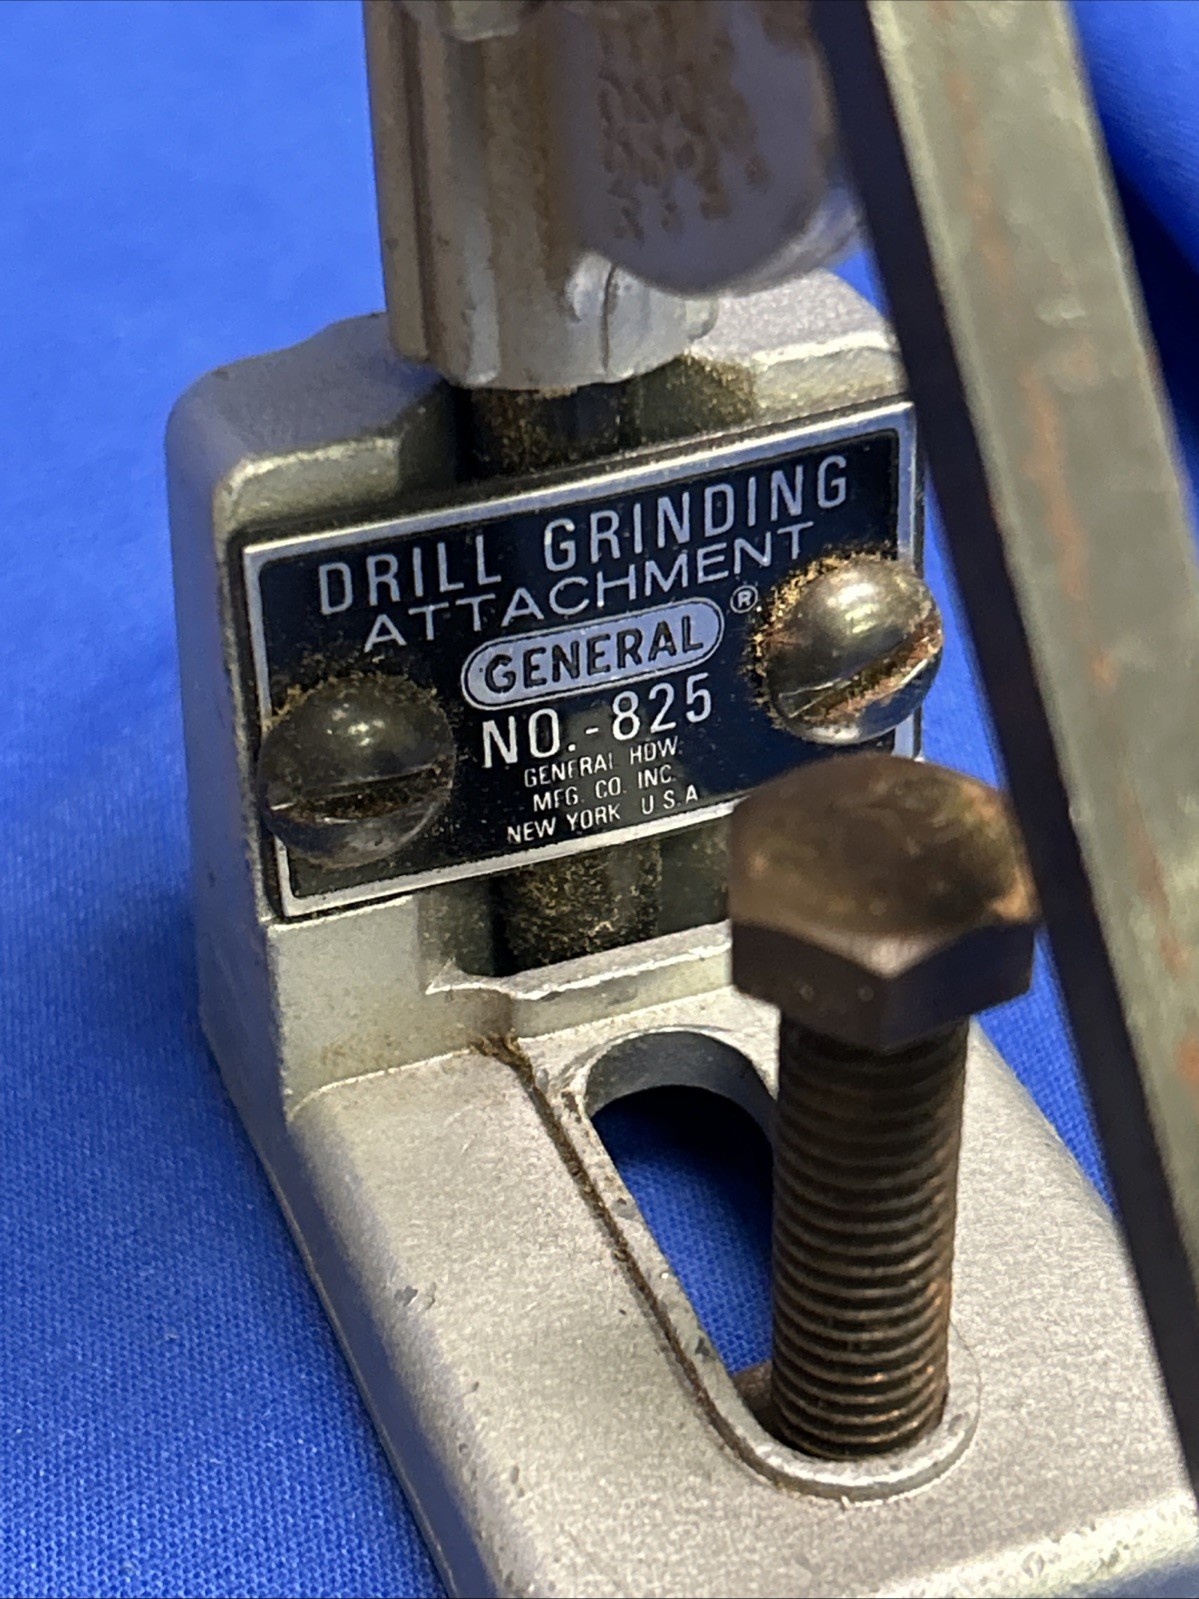 DRILL GRINDING
ATTACHMENT
GENERAL ®
NO.-825
GENERAL HDW.
MFG. CO. INC.
NEW YORK U.S.A